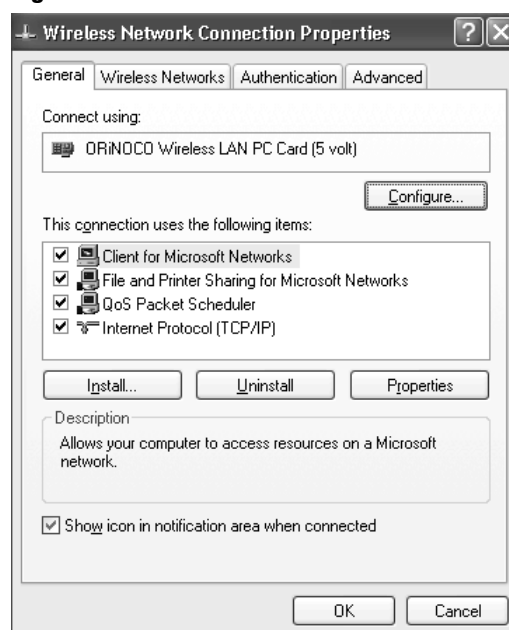 Wireless Network Connection Properties
General Wireless Networks Authentication Advanced
Connect using:
ORiNOCO Wireless LAN PC Card (5 volt)
Configure...
This connection uses the following items:
Client for Microsoft Networks
File and Printer Sharing for Microsoft Networks
QoS Packet Scheduler
Internet Protocol (TCP/IP)
Install... Uninstall Properties
Description
Allows your computer to access resources on a Microsoft
network.
Show icon in notification area when connected
OK Cancel